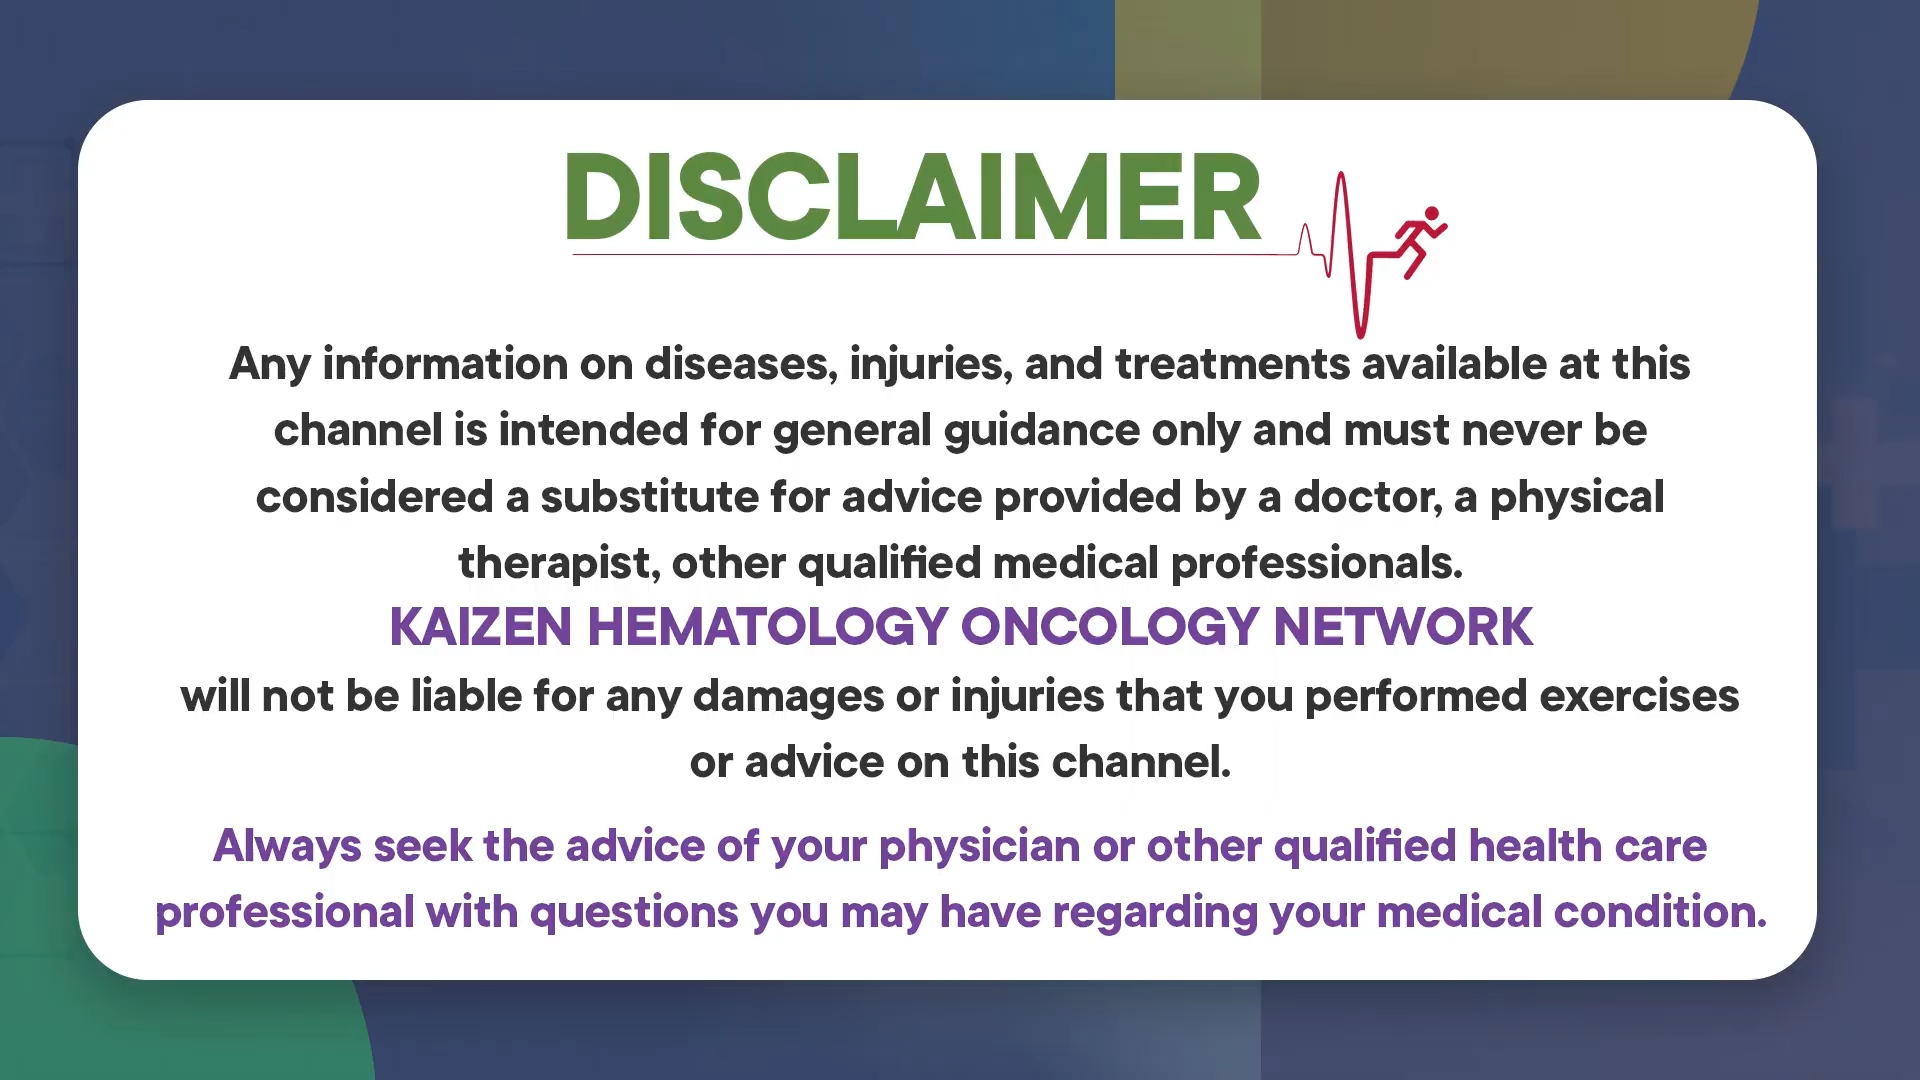 DISCLAIMER
Any information on diseases, injuries, and treatments available at this
channel is intended for general guidance only and must never be
considered a substitute for advice provided by a doctor, a physical
therapist, other qualified medical professionals.
KAIZEN HEMATOLOGY ONCOLOGY NETWORK
will not be liable for any damages or injuries that you performed exercises
or advice on this channel.
Always seek the advice of your physician or other qualified health care
professional with questions you may have regarding your medical condition.